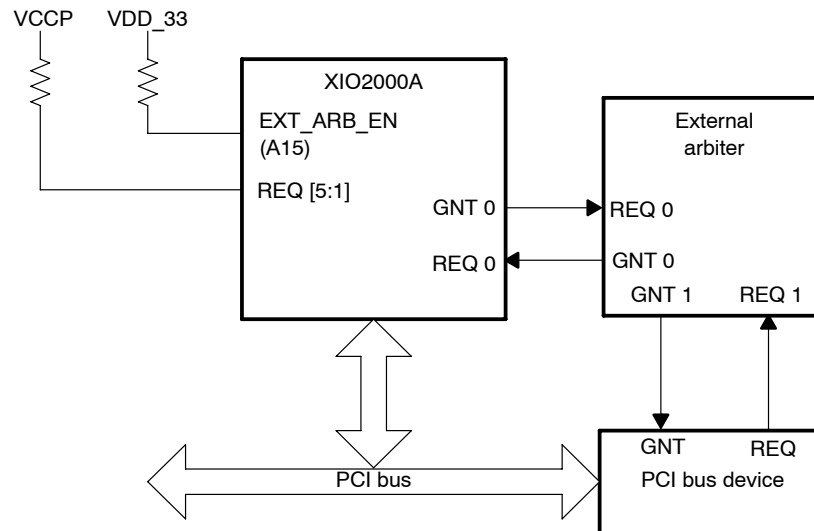 VCCP VDD_33
XIO2000A
EXT_ARB_EN
(A15)
REQ [5:1]
GNT 0
REQ 0
External
arbiter
REQ 0
GNT 0
GNT 1 REQ 1
GNT REQ
PCI bus device
PCI bus